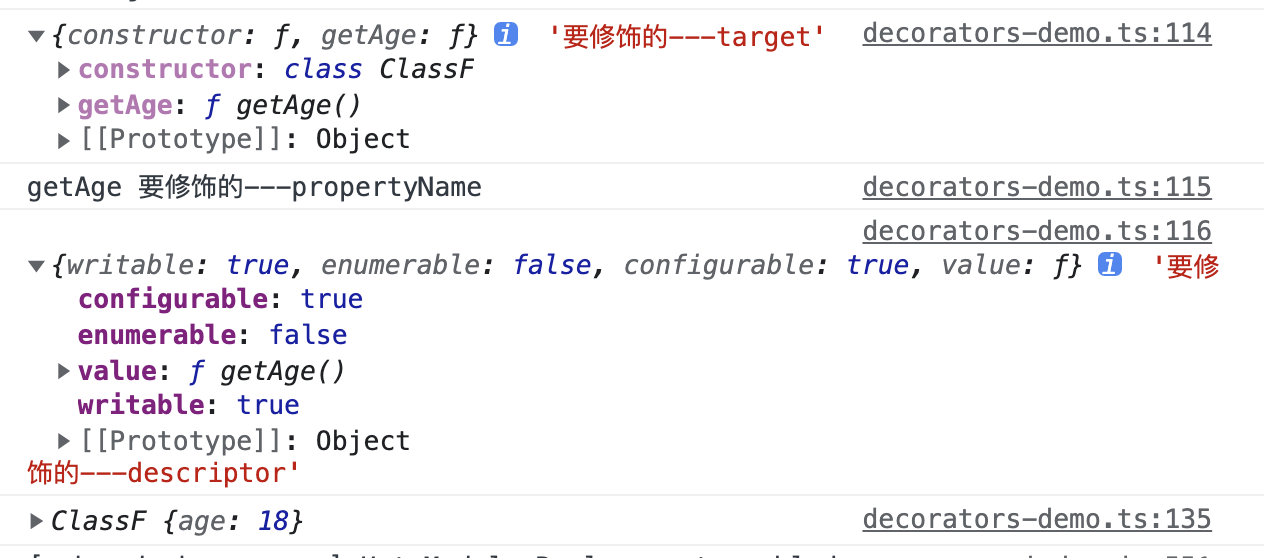 ▼{constructor: ƒ, getAge: ƒ} i '要修饰的---target' decorators-demo.ts:114
▶constructor: class ClassF
▶getAge: ƒ getAge()
▶[[Prototype]]: Object
getAge 要修饰的---propertyName decorators-demo.ts:115
decorators-demo.ts:116
▼{writable: true, enumerable: false, configurable: true, value: ƒ} i '要修
configurable: true
enumerable: false
▶value: ƒ getAge()
writable: true
▶[[Prototype]]: Object
饰的---descriptor'
▶ClassF {age: 18} decorators-demo.ts:135